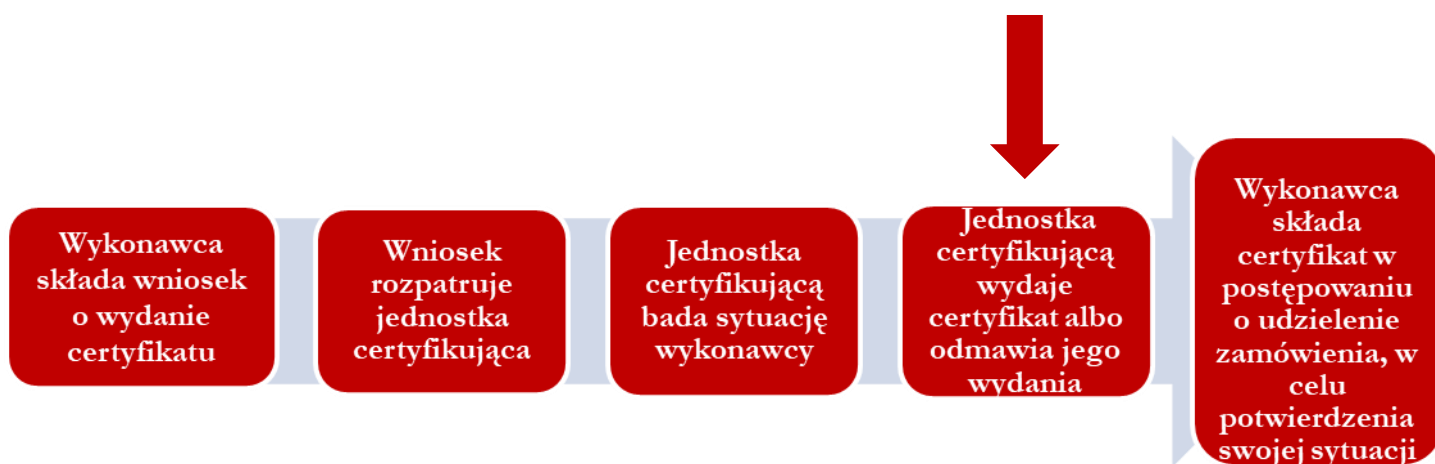 Wykonawca
składa wniosek
o wydanie
certyfikatu
Wniosek
rozpatruje
jednostka
certyfikująca
Jednostka
certyfikującą
bada sytuację
wykonawcy
Jednostka
certyfikującą
wydaje
certyfikat albo
odmawia jego
wydania
Wykonawca
składa
certyfikat w
postępowaniu
o udzielenie
zamówienia, w
celu
potwierdzenia
swojej sytuacji